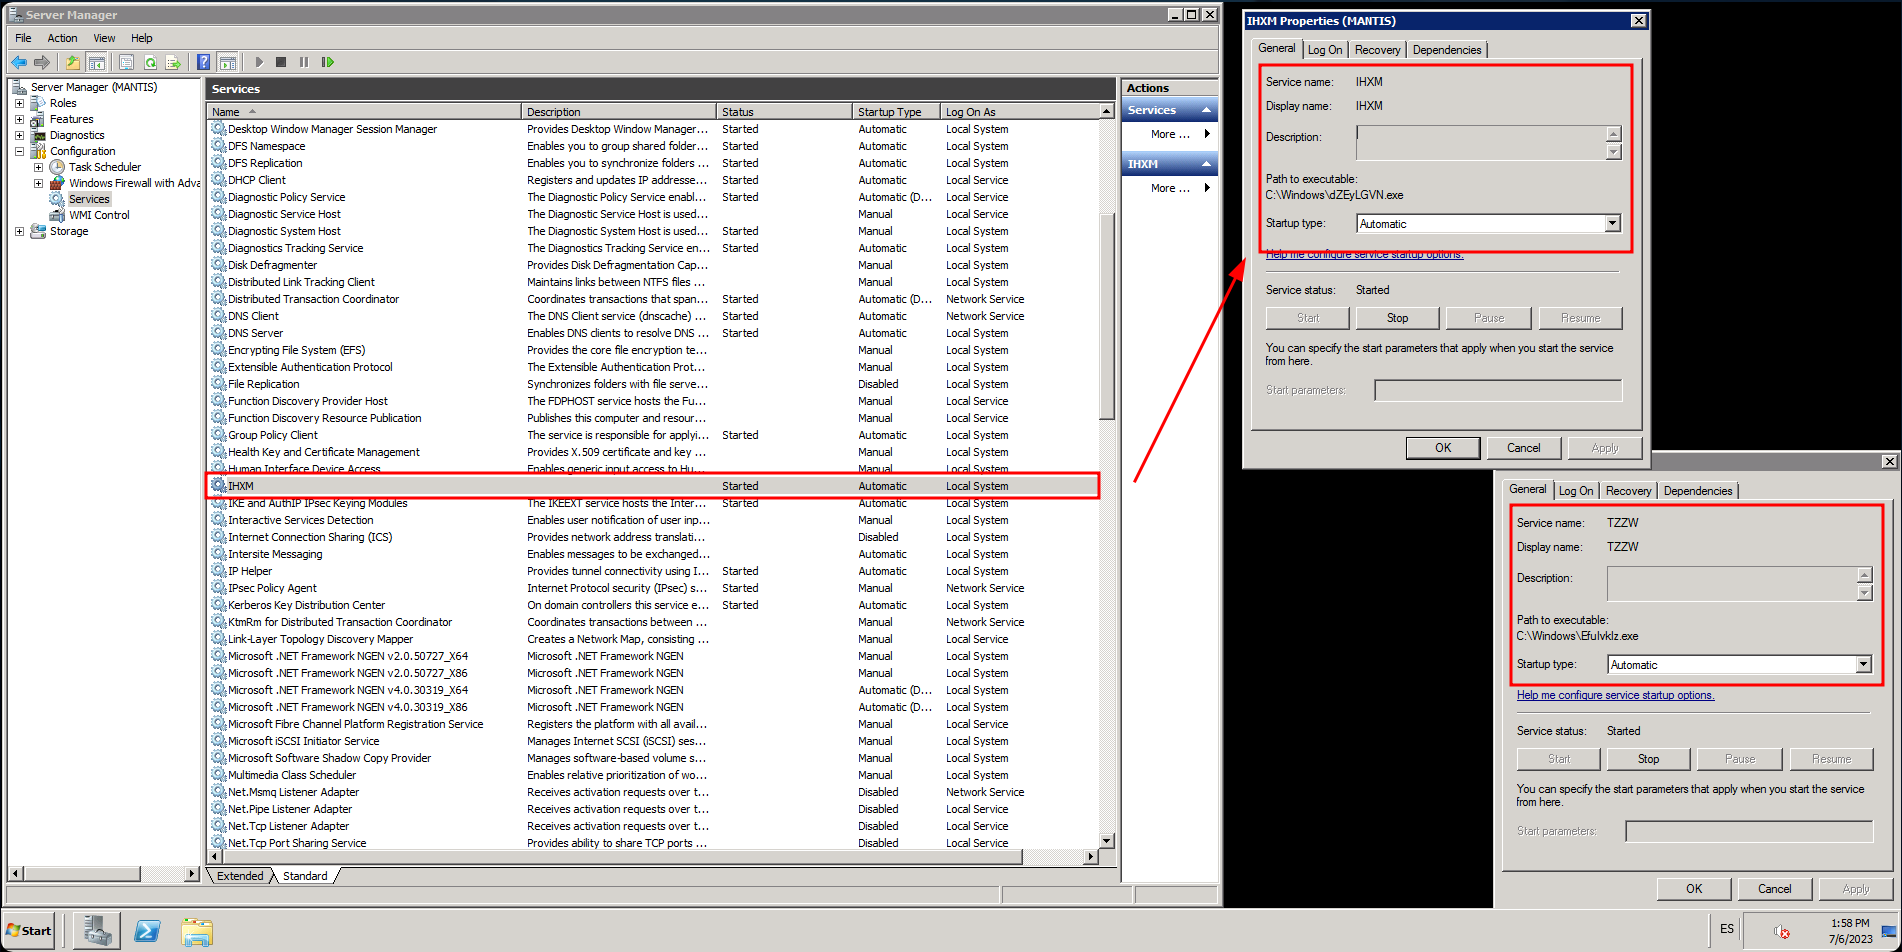 Server Manager
File Action View Help
Server Manager (MANTIS)
Roles
Features
Diagnostics
Configuration
Task Scheduler
Windows Firewall with Adva
Services
WMI Control
Storage
Services
Name Description Status Startup Type Log On As
Desktop Window Manager Session Manager Provides Desktop Window Manager... Started Automatic Local System
DFS Namespace Enables you to group shared folder... Started Automatic Local System
DFS Replication Enables you to synchronize folders ... Started Automatic Local System
DHCP Client Registers and updates IP addresse... Started Automatic Local Service
Diagnostic Policy Service The Diagnostic Policy Service enabl... Started Automatic (D... Local Service
Diagnostic Service Host The Diagnostic Service Host is used... Manual Local Service
Diagnostic System Host The Diagnostic System Host is used... Started Manual Local System
Diagnostics Tracking Service The Diagnostics Tracking Service en... Started Automatic Local System
Disk Defragmenter Provides Disk Defragmentation Cap... Manual Local System
Distributed Link Tracking Client Maintains links between NTFS files ... Manual Local System
Distributed Transaction Coordinator Coordinates transactions that span... Started Automatic (D... Network Service
DNS Client The DNS Client service (dnscache) ... Started Automatic Network Service
DNS Server Enables DNS clients to resolve DNS ... Started Automatic Local System
Encrypting File System (EFS) Provides the core file encryption te... Manual Local System
Extensible Authentication Protocol The Extensible Authentication Prot... Manual Local System
File Replication Synchronizes folders with file serve... Disabled Local System
Function Discovery Provider Host The FDPHOST service hosts the Fu... Manual Local Service
Function Discovery Resource Publication Publishes this computer and resour... Manual Local Service
Group Policy Client The service is responsible for applyi... Started Automatic Local System
Health Key and Certificate Management Provides X.509 certificate and key ... Manual Local System
Human Interface Device Access Enables generic input access to Hu... Manual Local System
IHXM Started Automatic Local System
IKE and AuthIP IPsec Keying Modules The IKEEXT service hosts the Inter... Started Automatic Local System
Interactive Services Detection Enables user notification of user inp... Manual Local System
Internet Connection Sharing (ICS) Provides network address translati... Disabled Local System
Intersite Messaging Enables messages to be exchanged... Automatic Local System
IP Helper Provides tunnel connectivity using I... Started Automatic Local System
IPsec Policy Agent Internet Protocol security (IPsec) s... Started Manual Network Service
Kerberos Key Distribution Center On domain controllers this service e... Started Automatic Local System
KtmRm for Distributed Transaction Coordinator Coordinates transactions between ... Manual Network Service
Link-Layer Topology Discovery Mapper Creates a Network Map, consisting ... Manual Local Service
Microsoft .NET Framework NGEN v2.0.50727_X64 Microsoft .NET Framework NGEN Manual Local System
Microsoft .NET Framework NGEN v2.0.50727_X86 Microsoft .NET Framework NGEN Manual Local System
Microsoft .NET Framework NGEN v4.0.30319_X64 Microsoft .NET Framework NGEN Automatic (D... Local System
Microsoft .NET Framework NGEN v4.0.30319_X86 Microsoft .NET Framework NGEN Automatic (D... Local System
Microsoft Fibre Channel Platform Registration Service Registers the platform with all avail... Manual Local Service
Microsoft iSCSI Initiator Service Manages Internet SCSI (iSCSI) ses... Manual Local System
Microsoft Software Shadow Copy Provider Manages software-based volume s... Manual Local System
Multimedia Class Scheduler Enables relative prioritization of wo... Manual Local System
Net.Msmq Listener Adapter Receives activation requests over t... Disabled Network Service
Net.Pipe Listener Adapter Receives activation requests over t... Disabled Local Service
Net.Tcp Listener Adapter Receives activation requests over t... Disabled Local Service
Net.Tcp Port Sharing Service Provides ability to share TCP ports ... Disabled Local Service
Extended Standard
Actions
Services
More ...
IHXM
More ...
IHXM Properties (MANTIS)
General Log On Recovery Dependencies
Service name: IHXM
Display name: IHXM
Description:
Path to executable:
C:\Windows\dZEyLGVN.exe
Startup type: Automatic
Help me configure service startup options.
Service status: Started
Start Stop Pause Resume
You can specify the start parameters that apply when you start the service
from here.
Start parameters:
OK Cancel Apply
General Log On Recovery Dependencies
Service name: TZZW
Display name: TZZW
Description:
Path to executable:
C:\Windows\EfuIvkIz.exe
Startup type: Automatic
Help me configure service startup options.
Service status: Started
Start Stop Pause Resume
You can specify the start parameters that apply when you start the service
from here.
Start parameters:
OK Cancel Apply
Start
ES
1:58 PM
7/6/2023